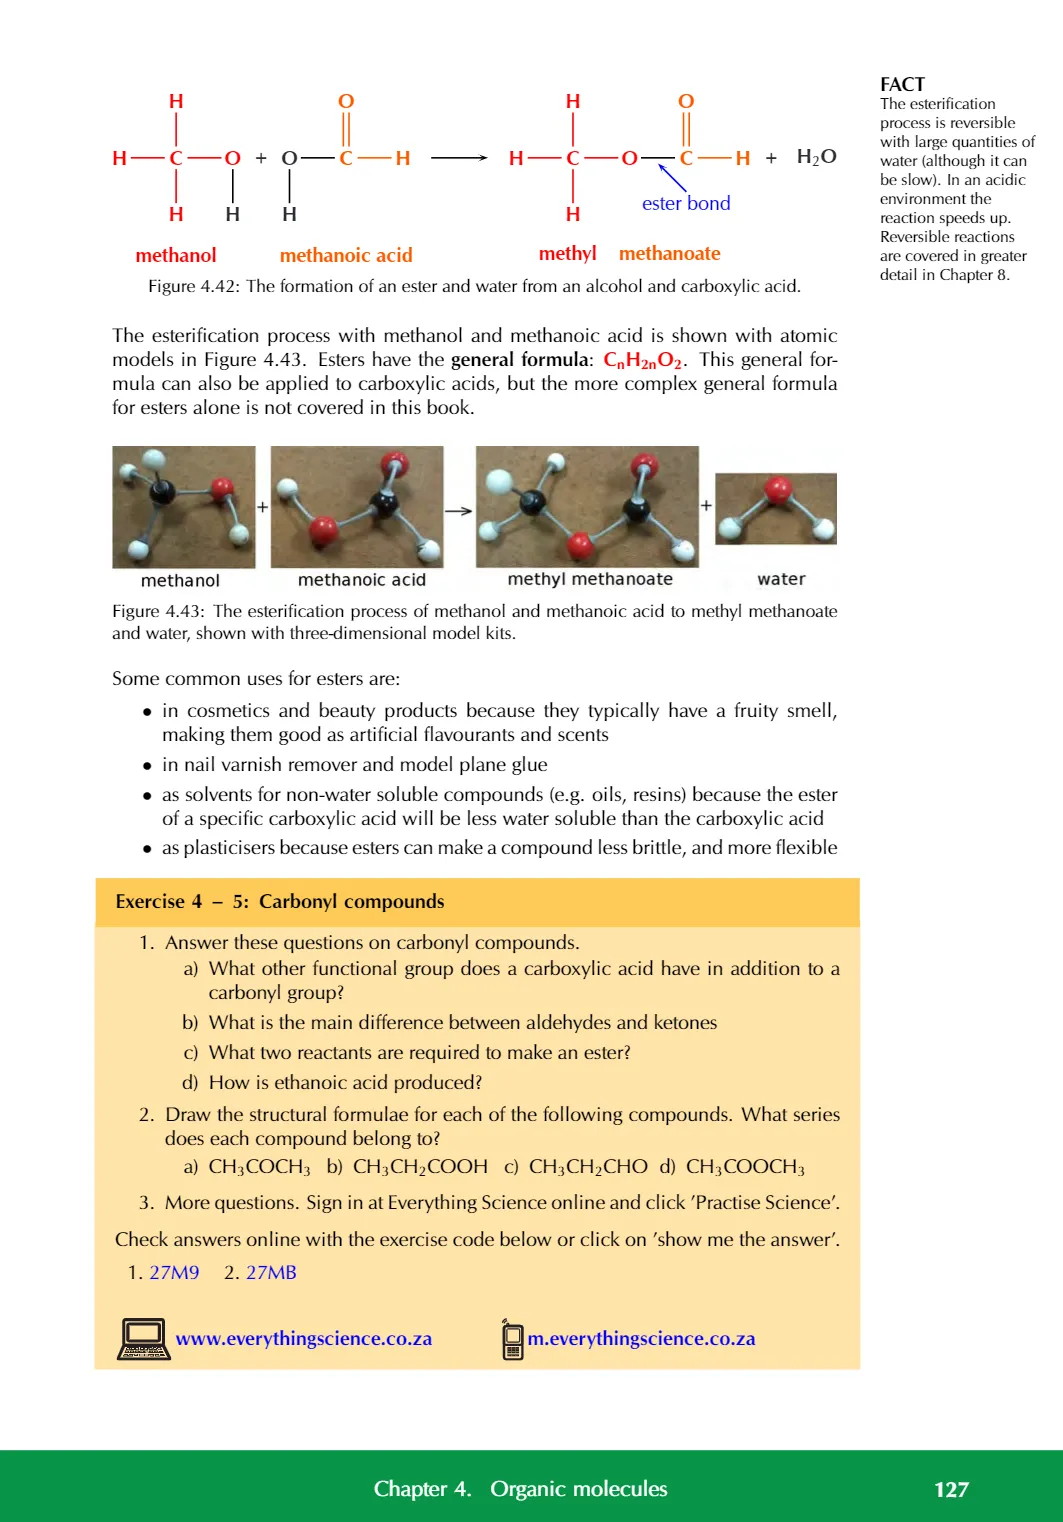 H O H O
H C O + O C H H C O C H + H2O
H H H H
ester bond
methanol methanoic acid methyl methanoate
Figure 4.42: The formation of an ester and water from an alcohol and carboxylic acid.
FACT
The esterification
process is reversible
with large quantities of
water (although it can
be slow). In an acidic
environment the
reaction speeds up.
Reversible reactions
are covered in greater
detail in Chapter 8.
The esterification process with methanol and methanoic acid is shown with atomic
models in Figure 4.43. Esters have the general formula: CnH2nO2. This general for-
mula can also be applied to carboxylic acids, but the more complex general formula
for esters alone is not covered in this book.
+ +
methanol methanoic acid methyl methanoate water
Figure 4.43: The esterification process of methanol and methanoic acid to methyl methanoate
and water, shown with three-dimensional model kits.
Some common uses for esters are:
• in cosmetics and beauty products because they typically have a fruity smell,
making them good as artificial flavourants and scents
• in nail varnish remover and model plane glue
• as solvents for non-water soluble compounds (e.g. oils, resins) because the ester
of a specific carboxylic acid will be less water soluble than the carboxylic acid
• as plasticisers because esters can make a compound less brittle, and more flexible
Exercise 4 – 5: Carbonyl compounds
1. Answer these questions on carbonyl compounds.
a) What other functional group does a carboxylic acid have in addition to a
carbonyl group?
b) What is the main difference between aldehydes and ketones
c) What two reactants are required to make an ester?
d) How is ethanoic acid produced?
2. Draw the structural formulae for each of the following compounds. What series
does each compound belong to?
a) CH3COCH3 b) CH3CH2COOH c) CH3CH2CHO d) CH3COOCH3
3. More questions. Sign in at Everything Science online and click ’Practise Science’.
Check answers online with the exercise code below or click on ’show me the answer’.
1. 27M9 2. 27MB
www.everythingscience.co.za m.everythingscience.co.za
Chapter 4. Organic molecules 127